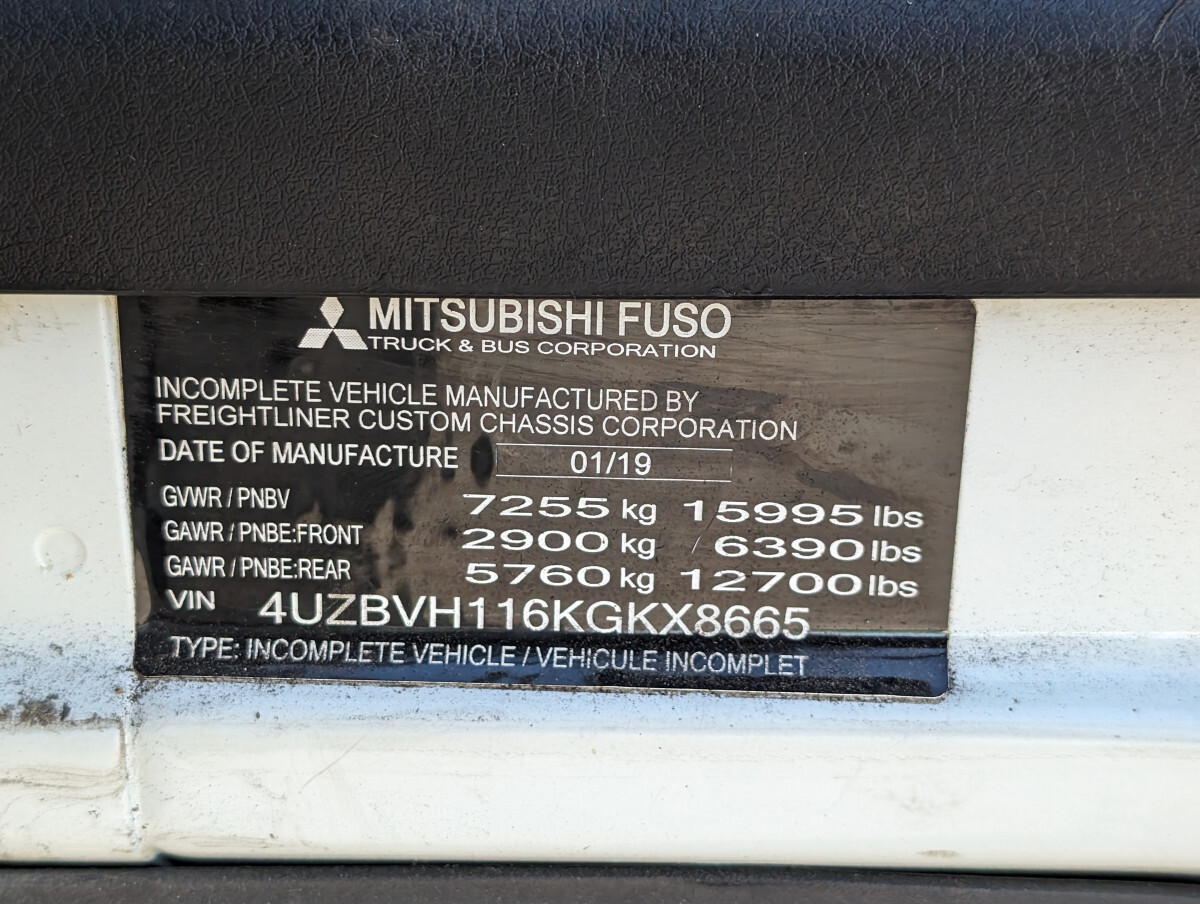 MITSUBISHI FUSO
TRUCK & BUS CORPORATION
INCOMPLETE VEHICLE MANUFACTURED BY
FREIGHTLINER CUSTOM CHASSIS CORPORATION
DATE OF MANUFACTURE 01/19
GVWR / PNBV 7255 kg 15995 lbs
GAWR / PNBE:FRONT 2900 kg / 6390 lbs
GAWR / PNBE:REAR 5760 kg 12700 lbs
VIN 4UZBVH116KGKX8665
TYPE: INCOMPLETE VEHICLE / VEHICULE INCOMPLET